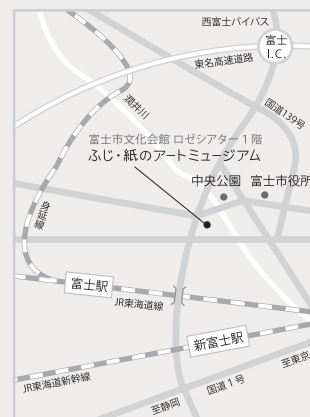 西富士バイパス
富士
I.C.
東名高速道路
国道139号
潤井川
富士市文化会館 ロゼシアター1階
ふじ・紙のアートミュージアム
中央公園
富士市役所
身延線
富士駅
JR東海道線
新富士駅
JR東海道新幹線
国道1号
至東京
至静岡